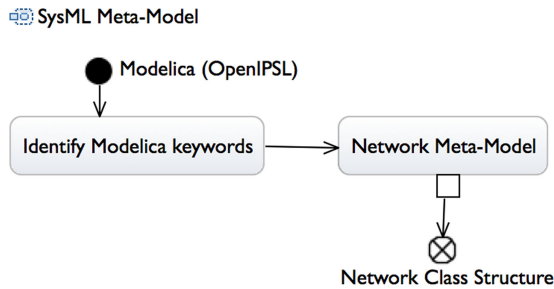 SysML Meta-Model
Modelica (OpenIPSL)
Identify Modelica keywords
Network Meta-Model
Network Class Structure